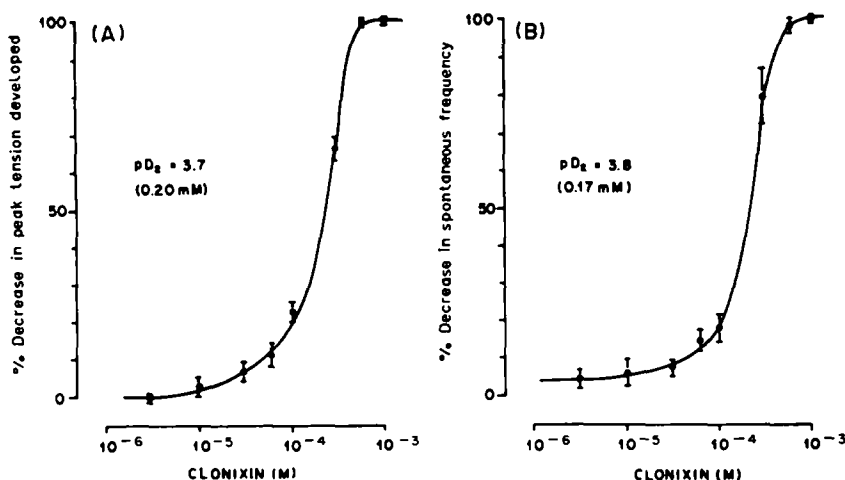 (A)
% Decrease in peak tension developed
100
50
0
pD₂ = 3.7
(0.20 mM)
10⁻⁶ 10⁻⁵ 10⁻⁴ 10⁻³
CLONIXIN (M)
(B)
% Decrease in spontaneous frequency
100
50
0
pD₂ = 3.8
(0.17 mM)
10⁻⁶ 10⁻⁵ 10⁻⁴ 10⁻³
CLONIXIN (M)